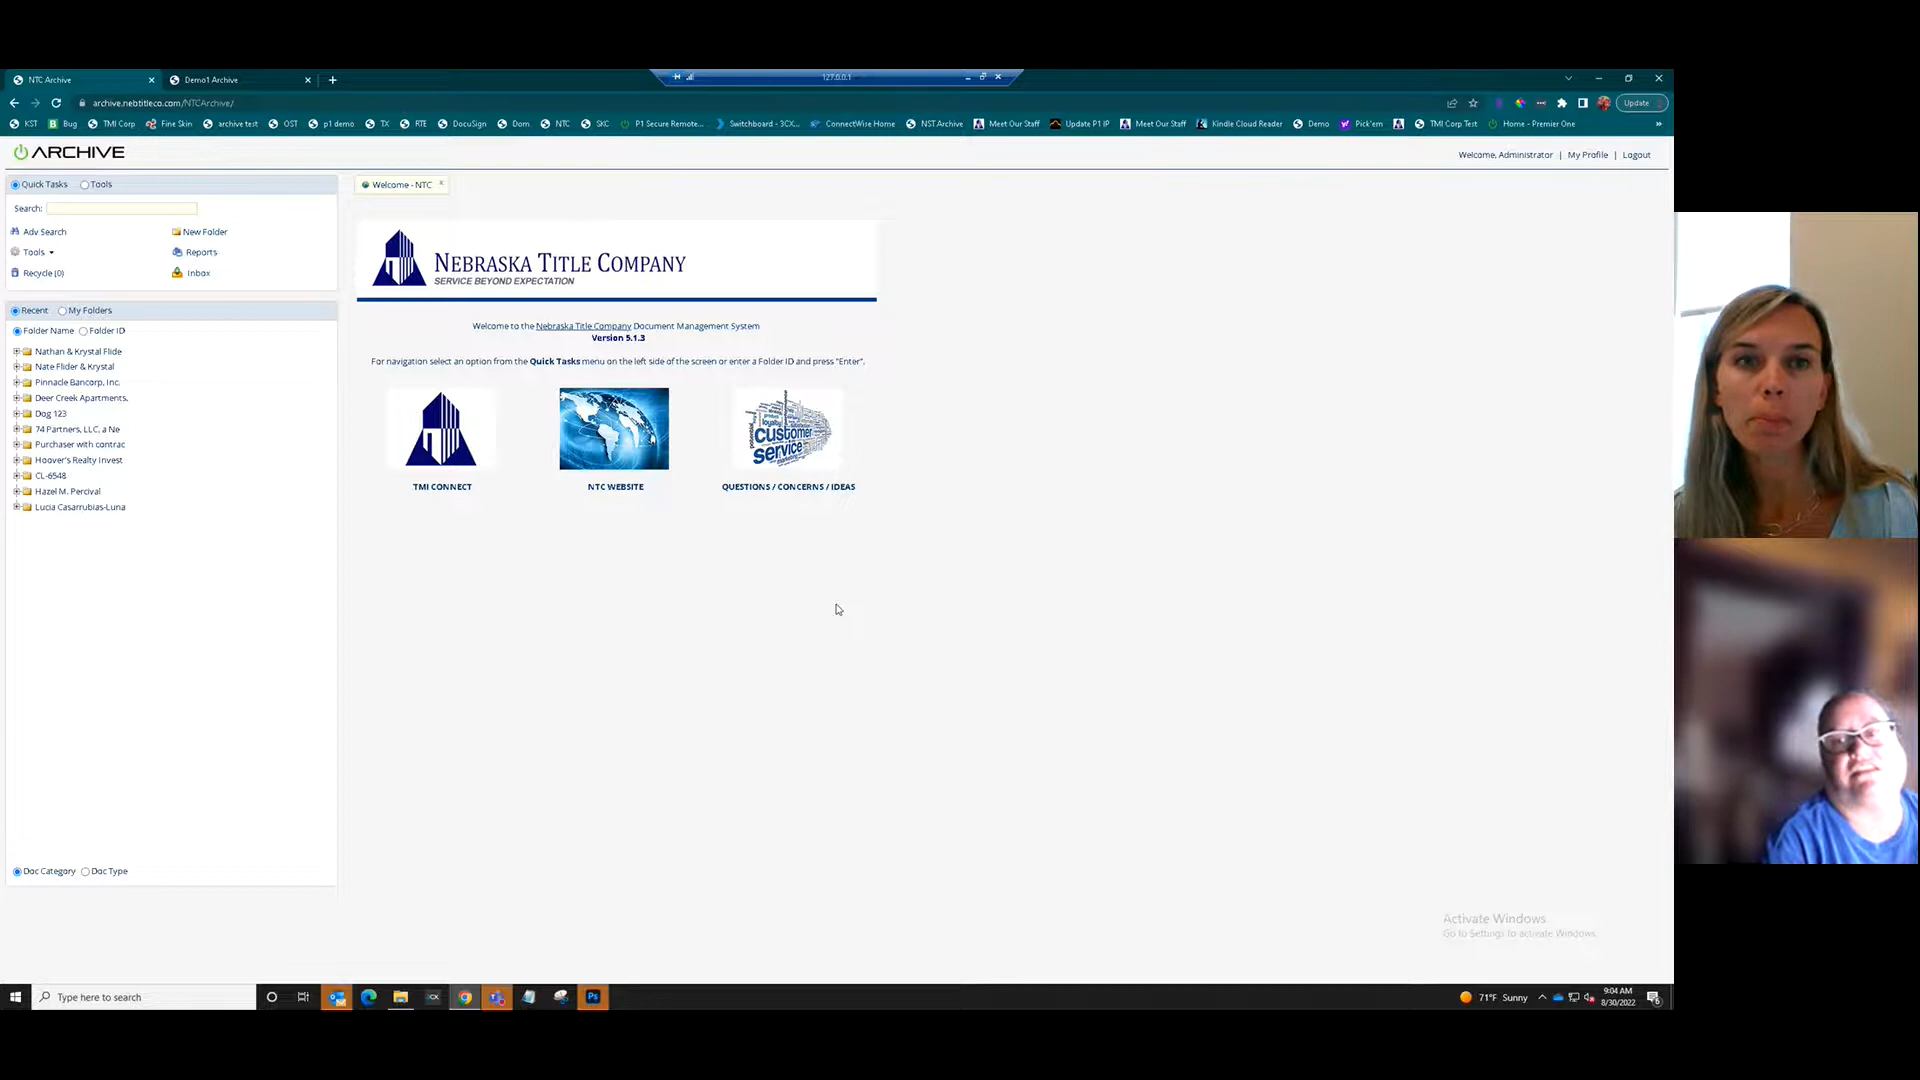 NTC Archive
Demo1 Archive
127.0.0.1
archive.nebtitleco.com/NTCArchive/
Update
KST Bug TMI Corp Fine Skin archive test OST p1 demo TX RTE DocuSign Dom NTC SKC P1 Secure Remote... Switchboard - 3CX... ConnectWise Home NST Archive Meet Our Staff Update P1 IP Meet Our Staff Kindle Cloud Reader Demo Pick'em TMI Corp Test Home - Premier One »
ARCHIVE
Welcome, Administrator | My Profile | Logout
Quick Tasks Tools
Search:
Adv Search New Folder
Tools Reports
Recycle (0) Inbox
Recent My Folders
Folder Name Folder ID
Nathan & Krystal Flide
Nate Flider & Krystal
Pinnacle Bancorp, Inc.
Deer Creek Apartments,
Dog 123
74 Partners, LLC, a Ne
Purchaser with contrac
Hoover's Realty Invest
CL-6548
Hazel M. Percival
Lucia Casarrubias-Luna
Doc Category Doc Type
Welcome - NTC x
NEBRASKA TITLE COMPANY
SERVICE BEYOND EXPECTATION
Welcome to the Nebraska Title Company Document Management System
Version 5.1.3
For navigation select an option from the Quick Tasks menu on the left side of the screen or enter a Folder ID and press "Enter".
customer
service
loyalty
TMI CONNECT
NTC WEBSITE
QUESTIONS / CONCERNS / IDEAS
Activate Windows
Go to Settings to activate Windows.
Type here to search
Ps
71°F Sunny
9:04 AM
8/30/2022